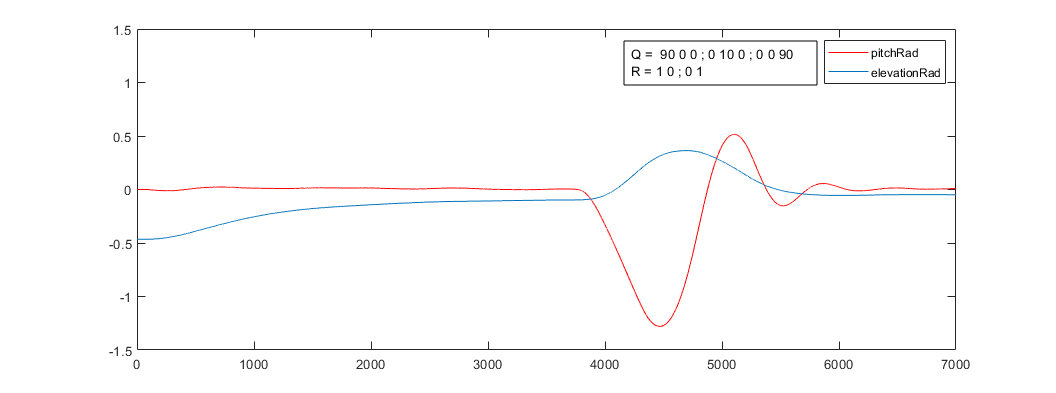 1.5
1
0.5
0
-0.5
-1
-1.5
Q = 90 0 0 ; 0 10 0 ; 0 0 90
R = 1 0 ; 0 1
pitchRad
elevationRad
0 1000 2000 3000 4000 5000 6000 7000